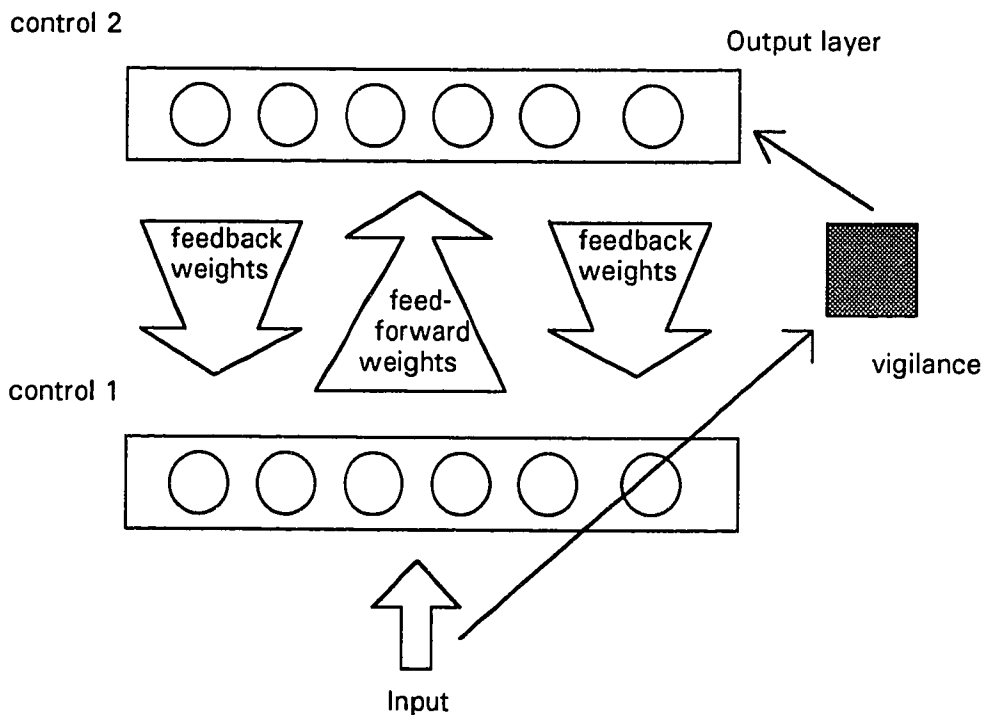 control 2
Output layer
feedback
weights
feed-
forward
weights
feedback
weights
vigilance
control 1
Input